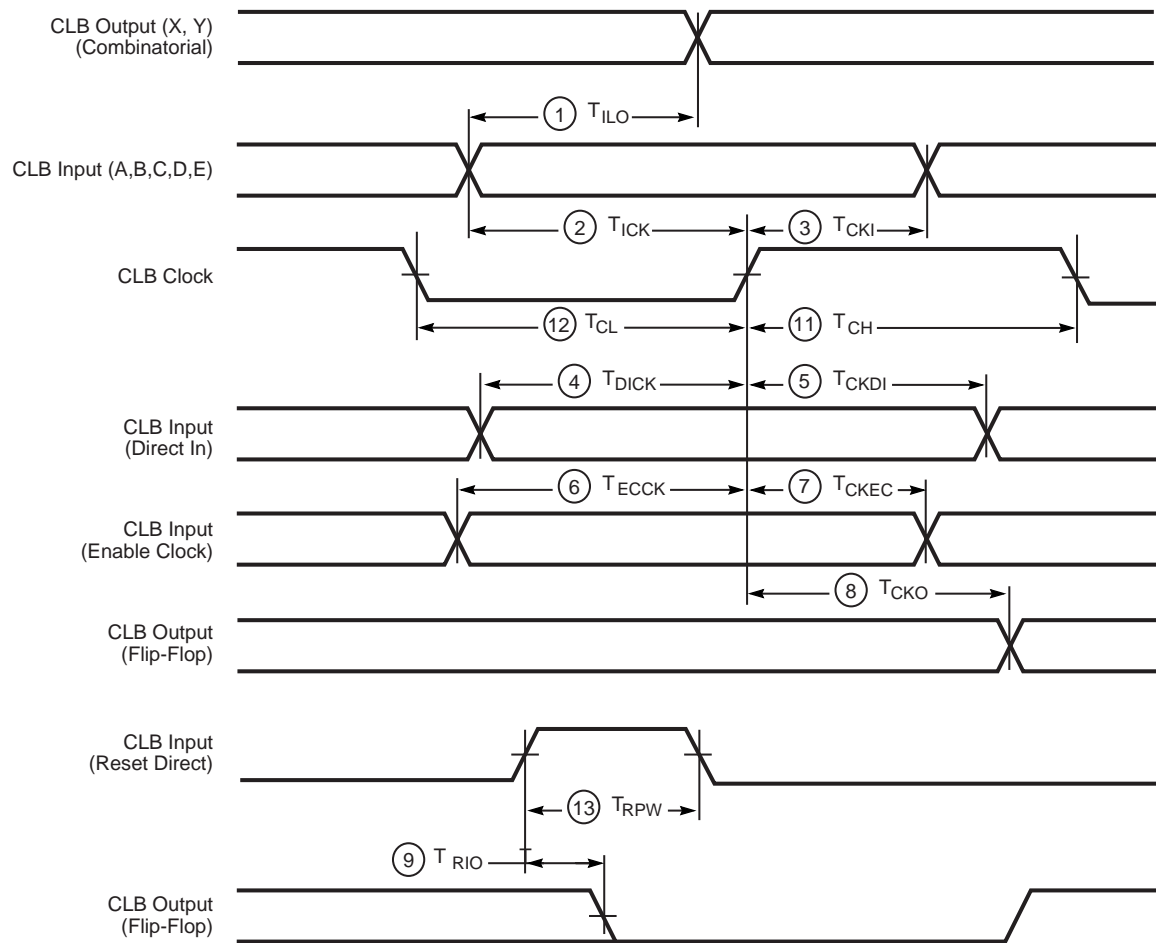 CLB Output (X, Y)
(Combinatorial)
1 TILO
CLB Input (A,B,C,D,E)
2 TICK
3 TCKI
CLB Clock
12 TCL
11 TCH
4 TDICK
5 TCKDI
CLB Input
(Direct In)
6 TECCK
7 TCKEC
CLB Input
(Enable Clock)
8 TCKO
CLB Output
(Flip-Flop)
CLB Input
(Reset Direct)
13 TRPW
9 T RIO
T
CLB Output
(Flip-Flop)